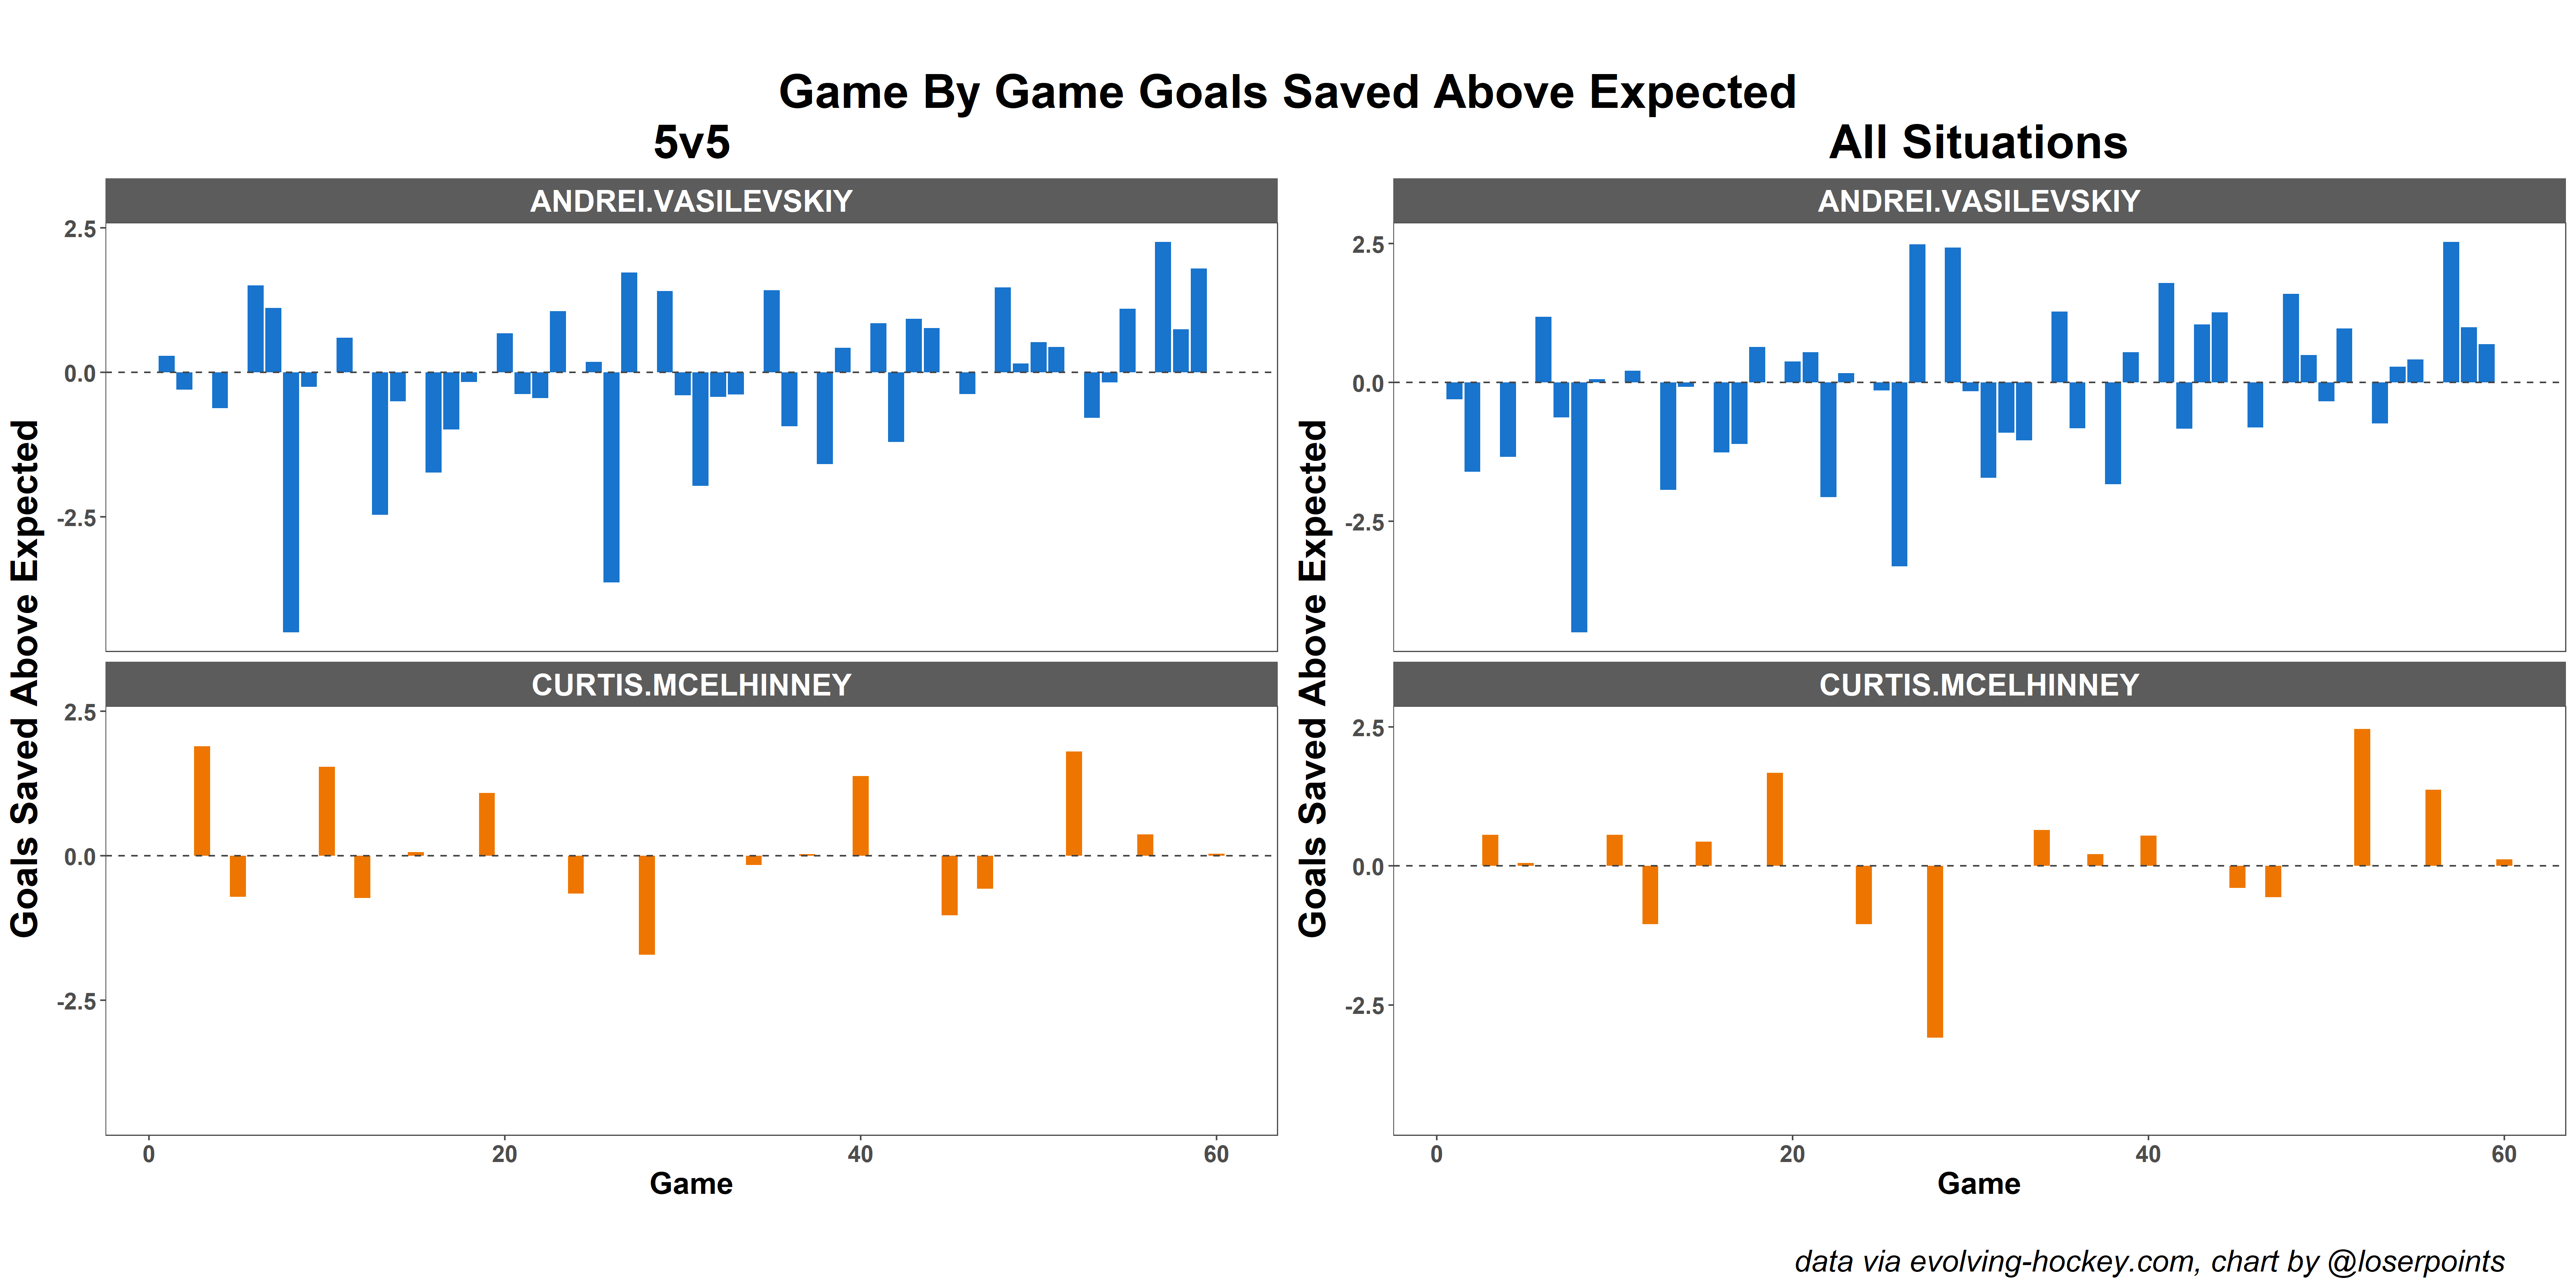 Game By Game Goals Saved Above Expected
5v5
All Situations
ANDREI.VASILEVSKIY
2.5
0.0
-2.5
CURTIS.MCELHINNEY
2.5
0.0
-2.5
Goals Saved Above Expected
0 20 40 60
Game
ANDREI.VASILEVSKIY
2.5
0.0
-2.5
CURTIS.MCELHINNEY
2.5
0.0
-2.5
Goals Saved Above Expected
0 20 40 60
Game
data via evolving-hockey.com, chart by @loserpoints